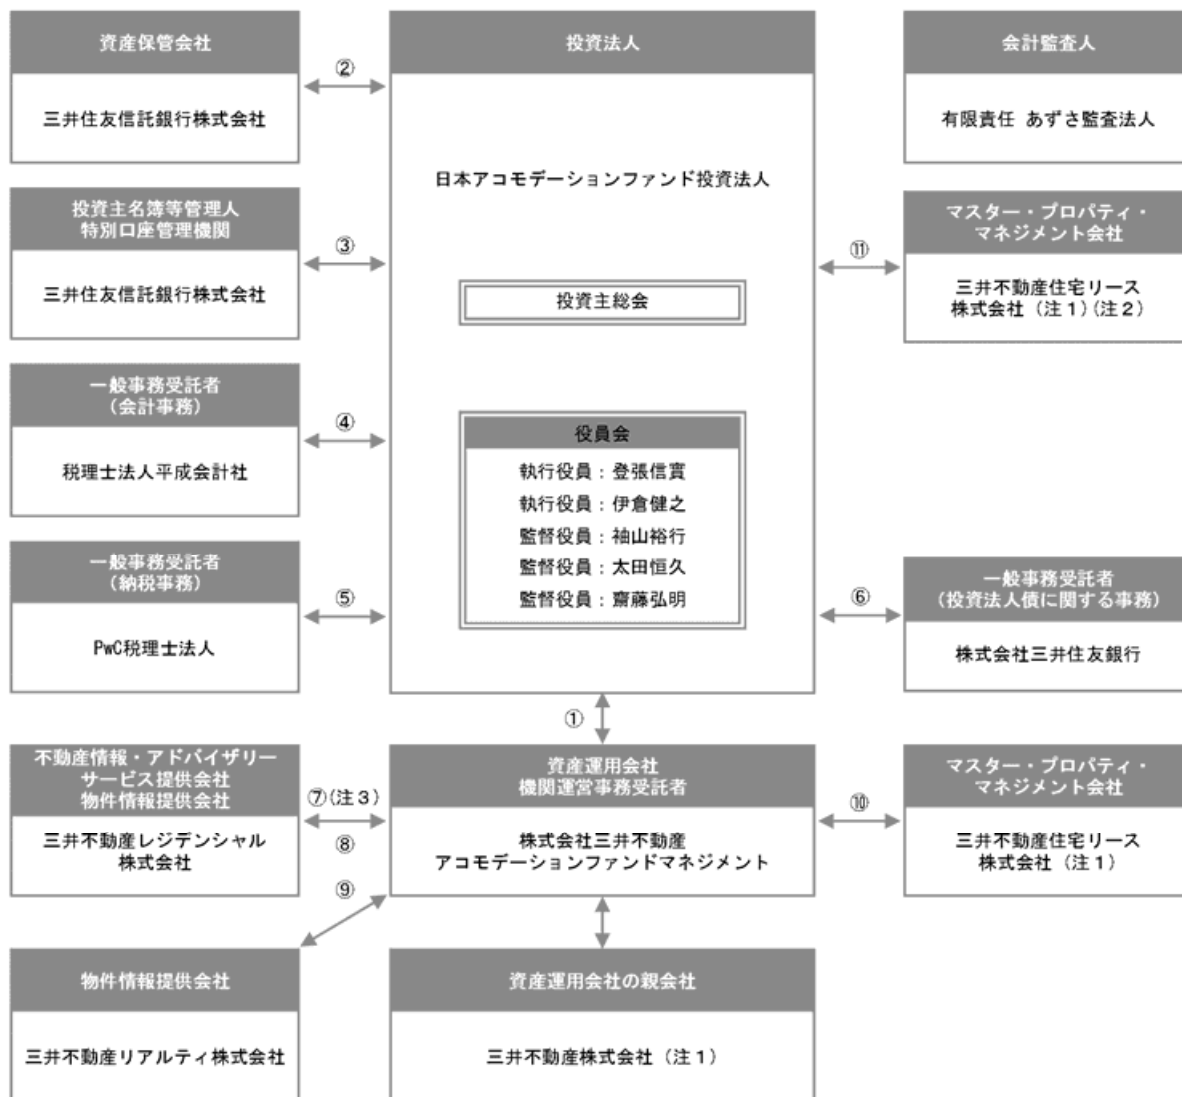 資産保管会社
三井住友信託銀行株式会社
②
投資法人
日本アコモデーションファンド投資法人
会計監査人
有限責任 あずさ監査法人
投資主名簿等管理人
特別口座管理機関
三井住友信託銀行株式会社
③
投資主総会
⑪
マスター・プロパティ・
マネジメント会社
三井不動産住宅リース
株式会社（注１）（注２）
一般事務受託者
（会計事務）
税理士法人平成会計社
④
役員会
執行役員：登張信實
執行役員：伊倉健之
監督役員：袖山裕行
監督役員：太田恒久
監督役員：齋藤弘明
一般事務受託者
（納税事務）
PwC税理士法人
⑤
⑥
一般事務受託者
（投資法人債に関する事務）
株式会社三井住友銀行
①
不動産情報・アドバイザリー
サービス提供会社
物件情報提供会社
三井不動産レジデンシャル
株式会社
⑦（注３）
⑧
⑨
資産運用会社
機関運営事務受託者
株式会社三井不動産
アコモデーションファンドマネジメント
⑩
マスター・プロパティ・
マネジメント会社
三井不動産住宅リース
株式会社（注１）
物件情報提供会社
三井不動産リアルティ株式会社
資産運用会社の親会社
三井不動産株式会社（注１）